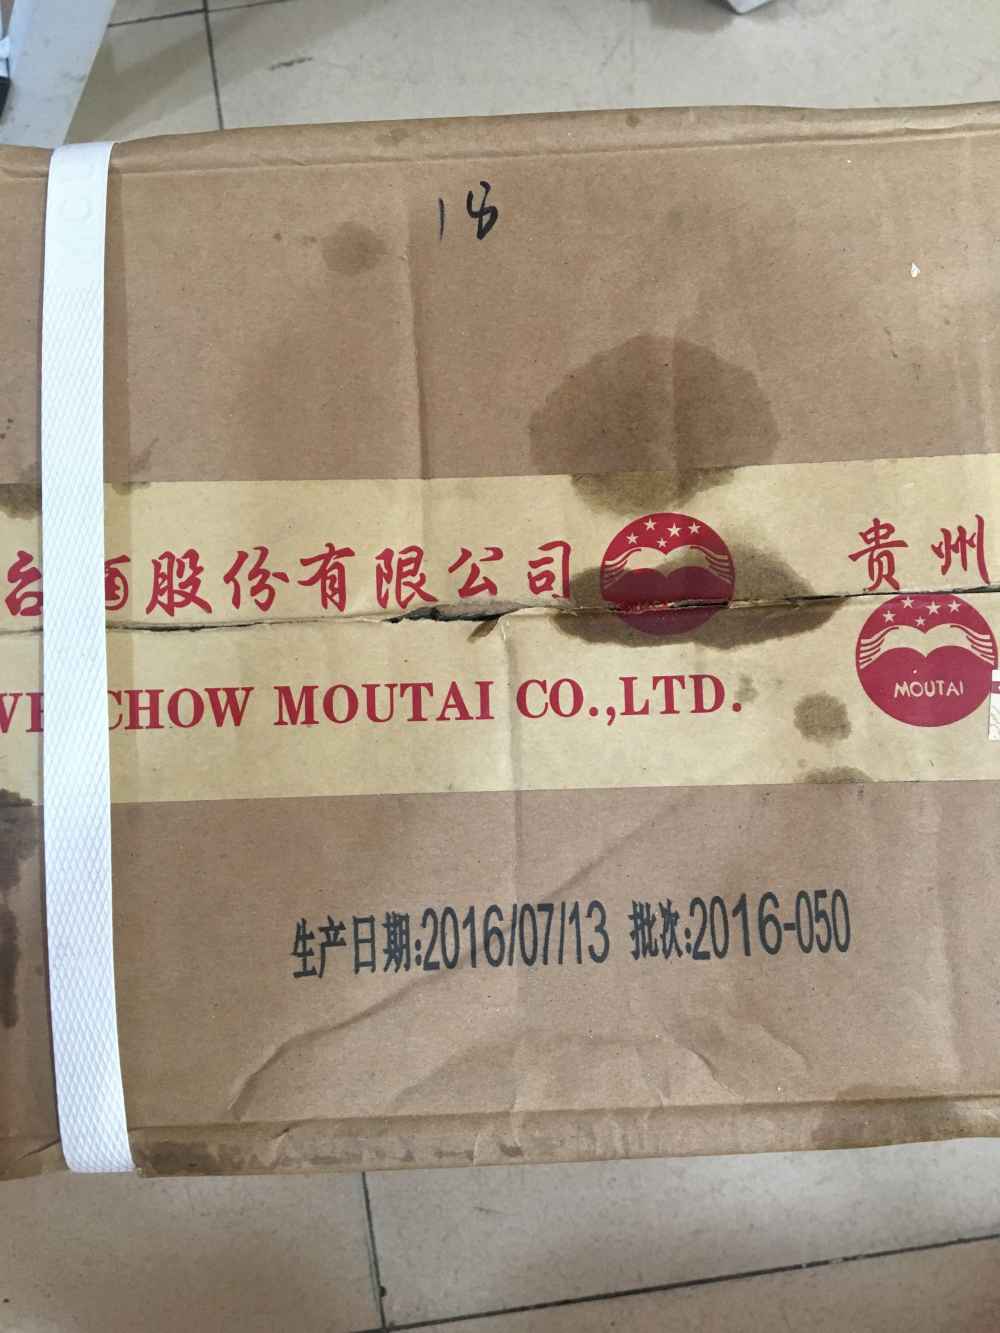 18
台酒股份有限公司
贵州
CHOW MOUTAI CO.,LTD.
MOUTAI
生产日期:2016/07/13 批次:2016-050